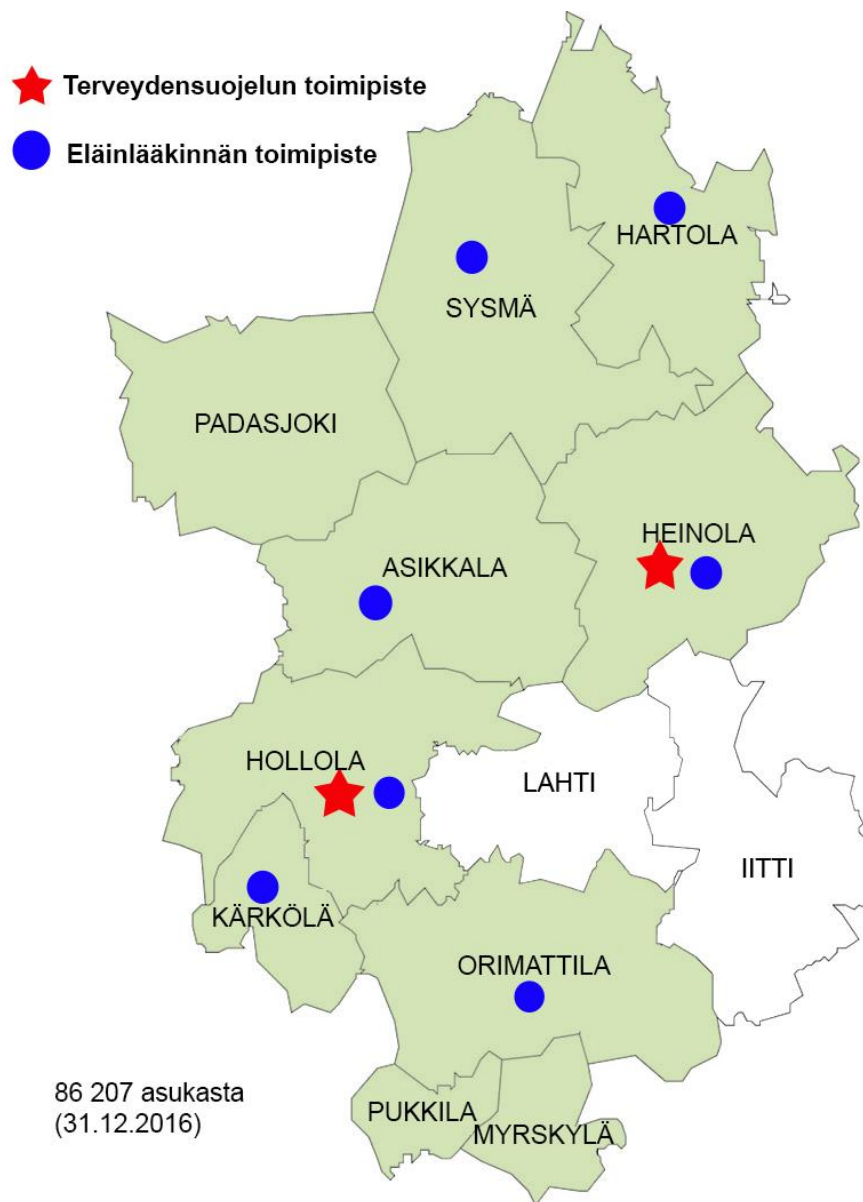 Terveydensuojelun toimipiste
Eläinlääkinnän toimipiste
HARTOLA
SYSMÄ
PADASJOKI
HEINOLA
ASIKKALA
HOLLOLA
LAHTI
IITTI
KÄRKÖLÄ
ORIMATTILA
86 207 asukasta
(31.12.2016)
PUKKILA
MYRSKYLÄ